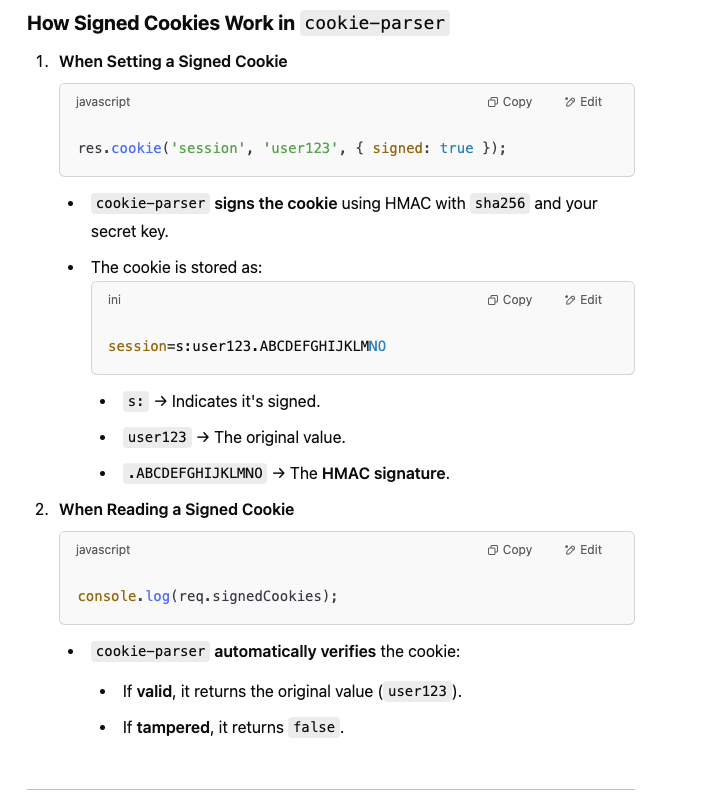 How Signed Cookies Work in cookie-parser
1. When Setting a Signed Cookie
javascript Copy Edit
res.cookie('session', 'user123', { signed: true });
• cookie-parser signs the cookie using HMAC with sha256 and your
secret key.
• The cookie is stored as:
ini Copy Edit
session=s:user123.ABCDEFGHIJKLMNO
• s: → Indicates it's signed.
• user123 → The original value.
• .ABCDEFGHIJKLMNO → The HMAC signature.
2. When Reading a Signed Cookie
javascript Copy Edit
console.log(req.signedCookies);
• cookie-parser automatically verifies the cookie:
• If valid, it returns the original value (user123).
• If tampered, it returns false.